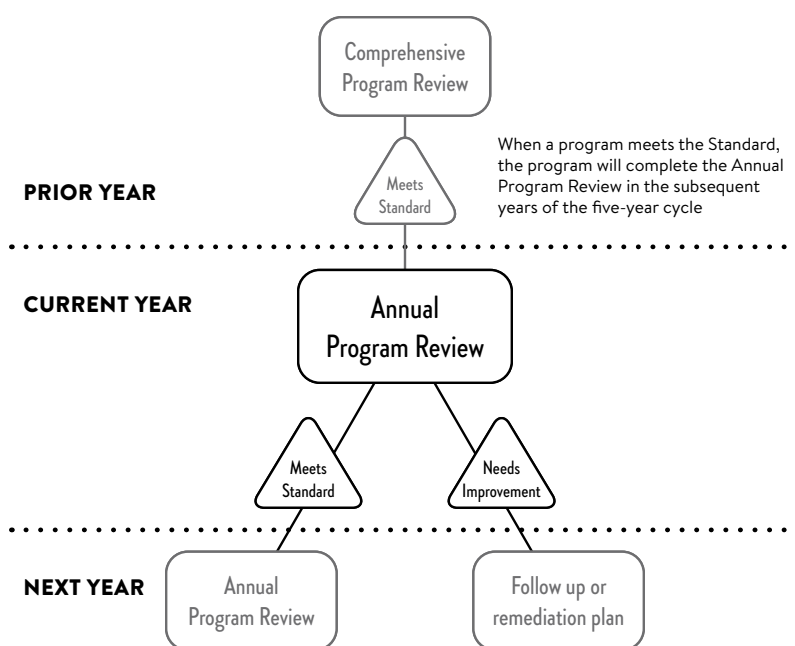 Comprehensive
Program Review
When a program meets the Standard,
the program will complete the Annual
Program Review in the subsequent
years of the five-year cycle
Meets
Standard
PRIOR YEAR
CURRENT YEAR
Annual
Program Review
Meets
Standard
Needs
Improvement
NEXT YEAR
Annual
Program Review
Follow up or
remediation plan